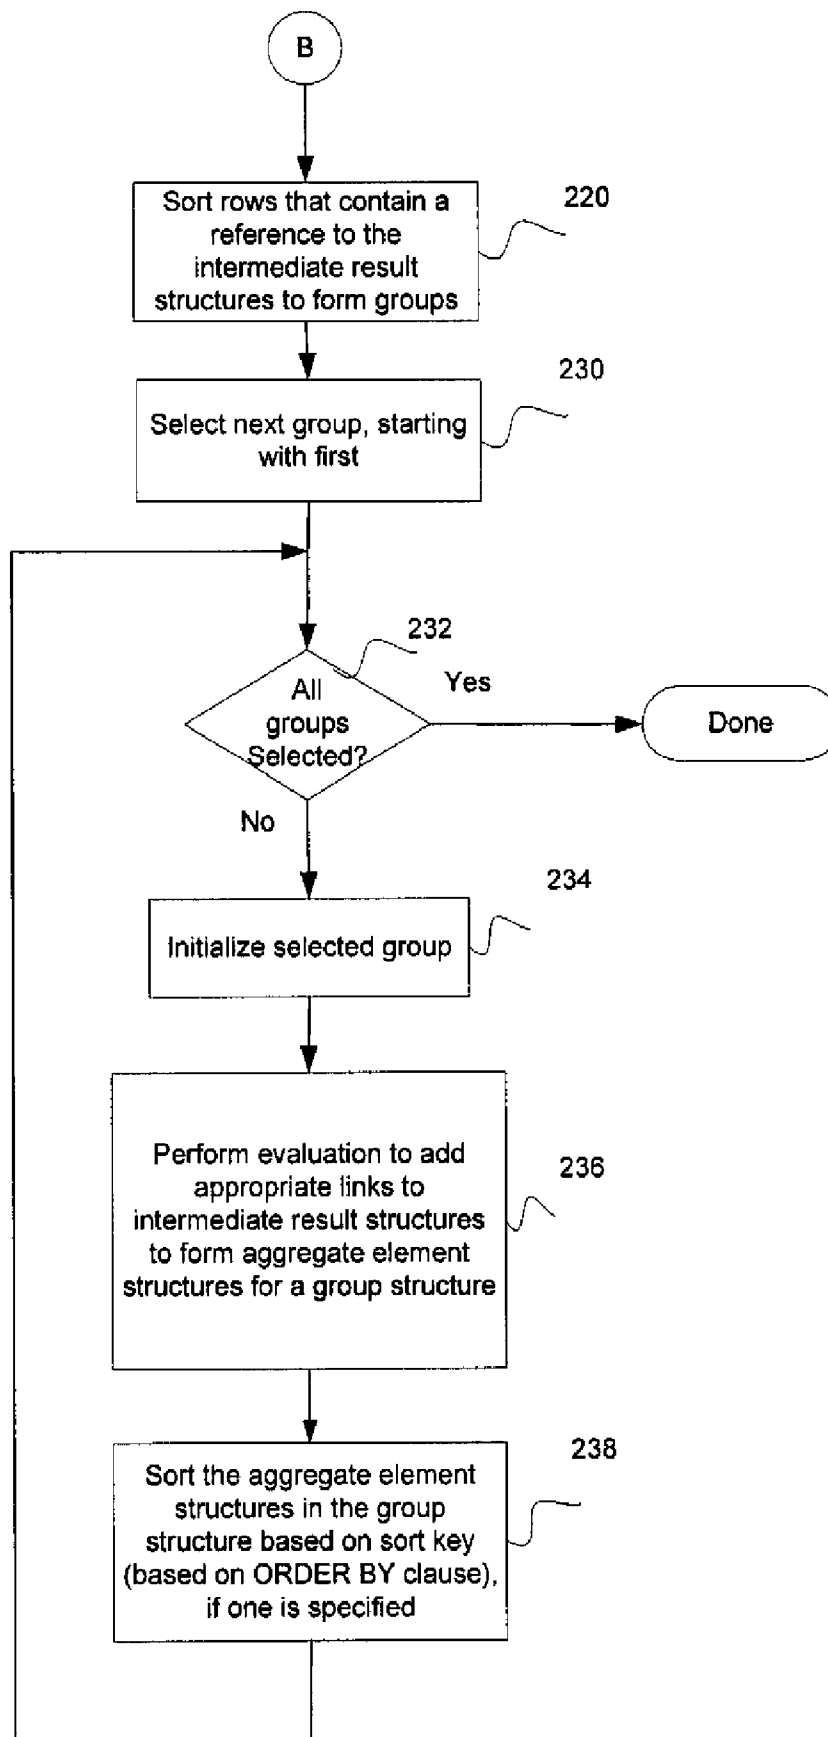 B
Sort rows that contain a
reference to the
intermediate result
structures to form groups
220
Select next group, starting
with first
230
232
All
groups
Selected?
Yes
Done
No
234
Initialize selected group
Perform evaluation to add
appropriate links to
intermediate result structures
to form aggregate element
structures for a group structure
236
238
Sort the aggregate element
structures in the group
structure based on sort key
(based on ORDER BY clause),
if one is specified